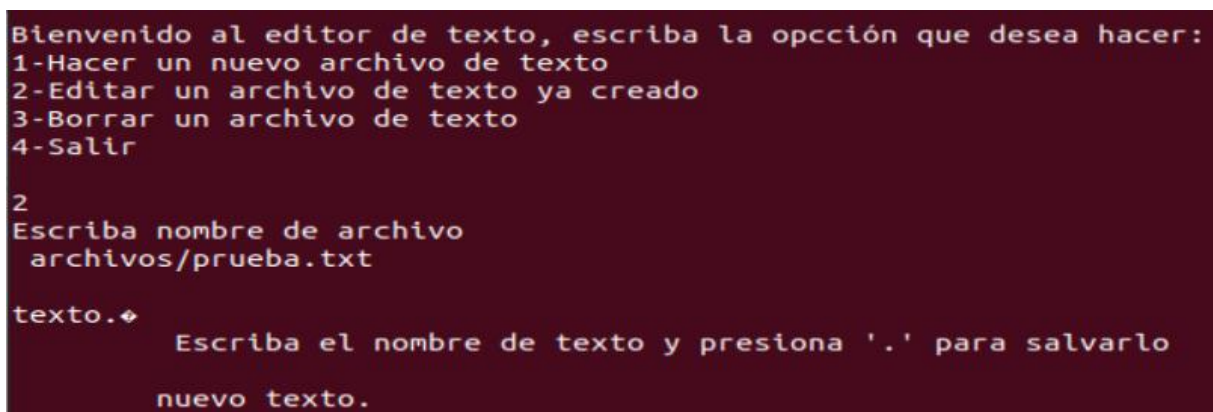 Bienvenido al editor de texto, escriba la opcción que desea hacer:
1-Hacer un nuevo archivo de texto
2-Editar un archivo de texto ya creado
3-Borrar un archivo de texto
4-Salir
2
Escriba nombre de archivo
archivos/prueba.txt
texto.�
Escriba el nombre de texto y presiona '.' para salvarlo
nuevo texto.